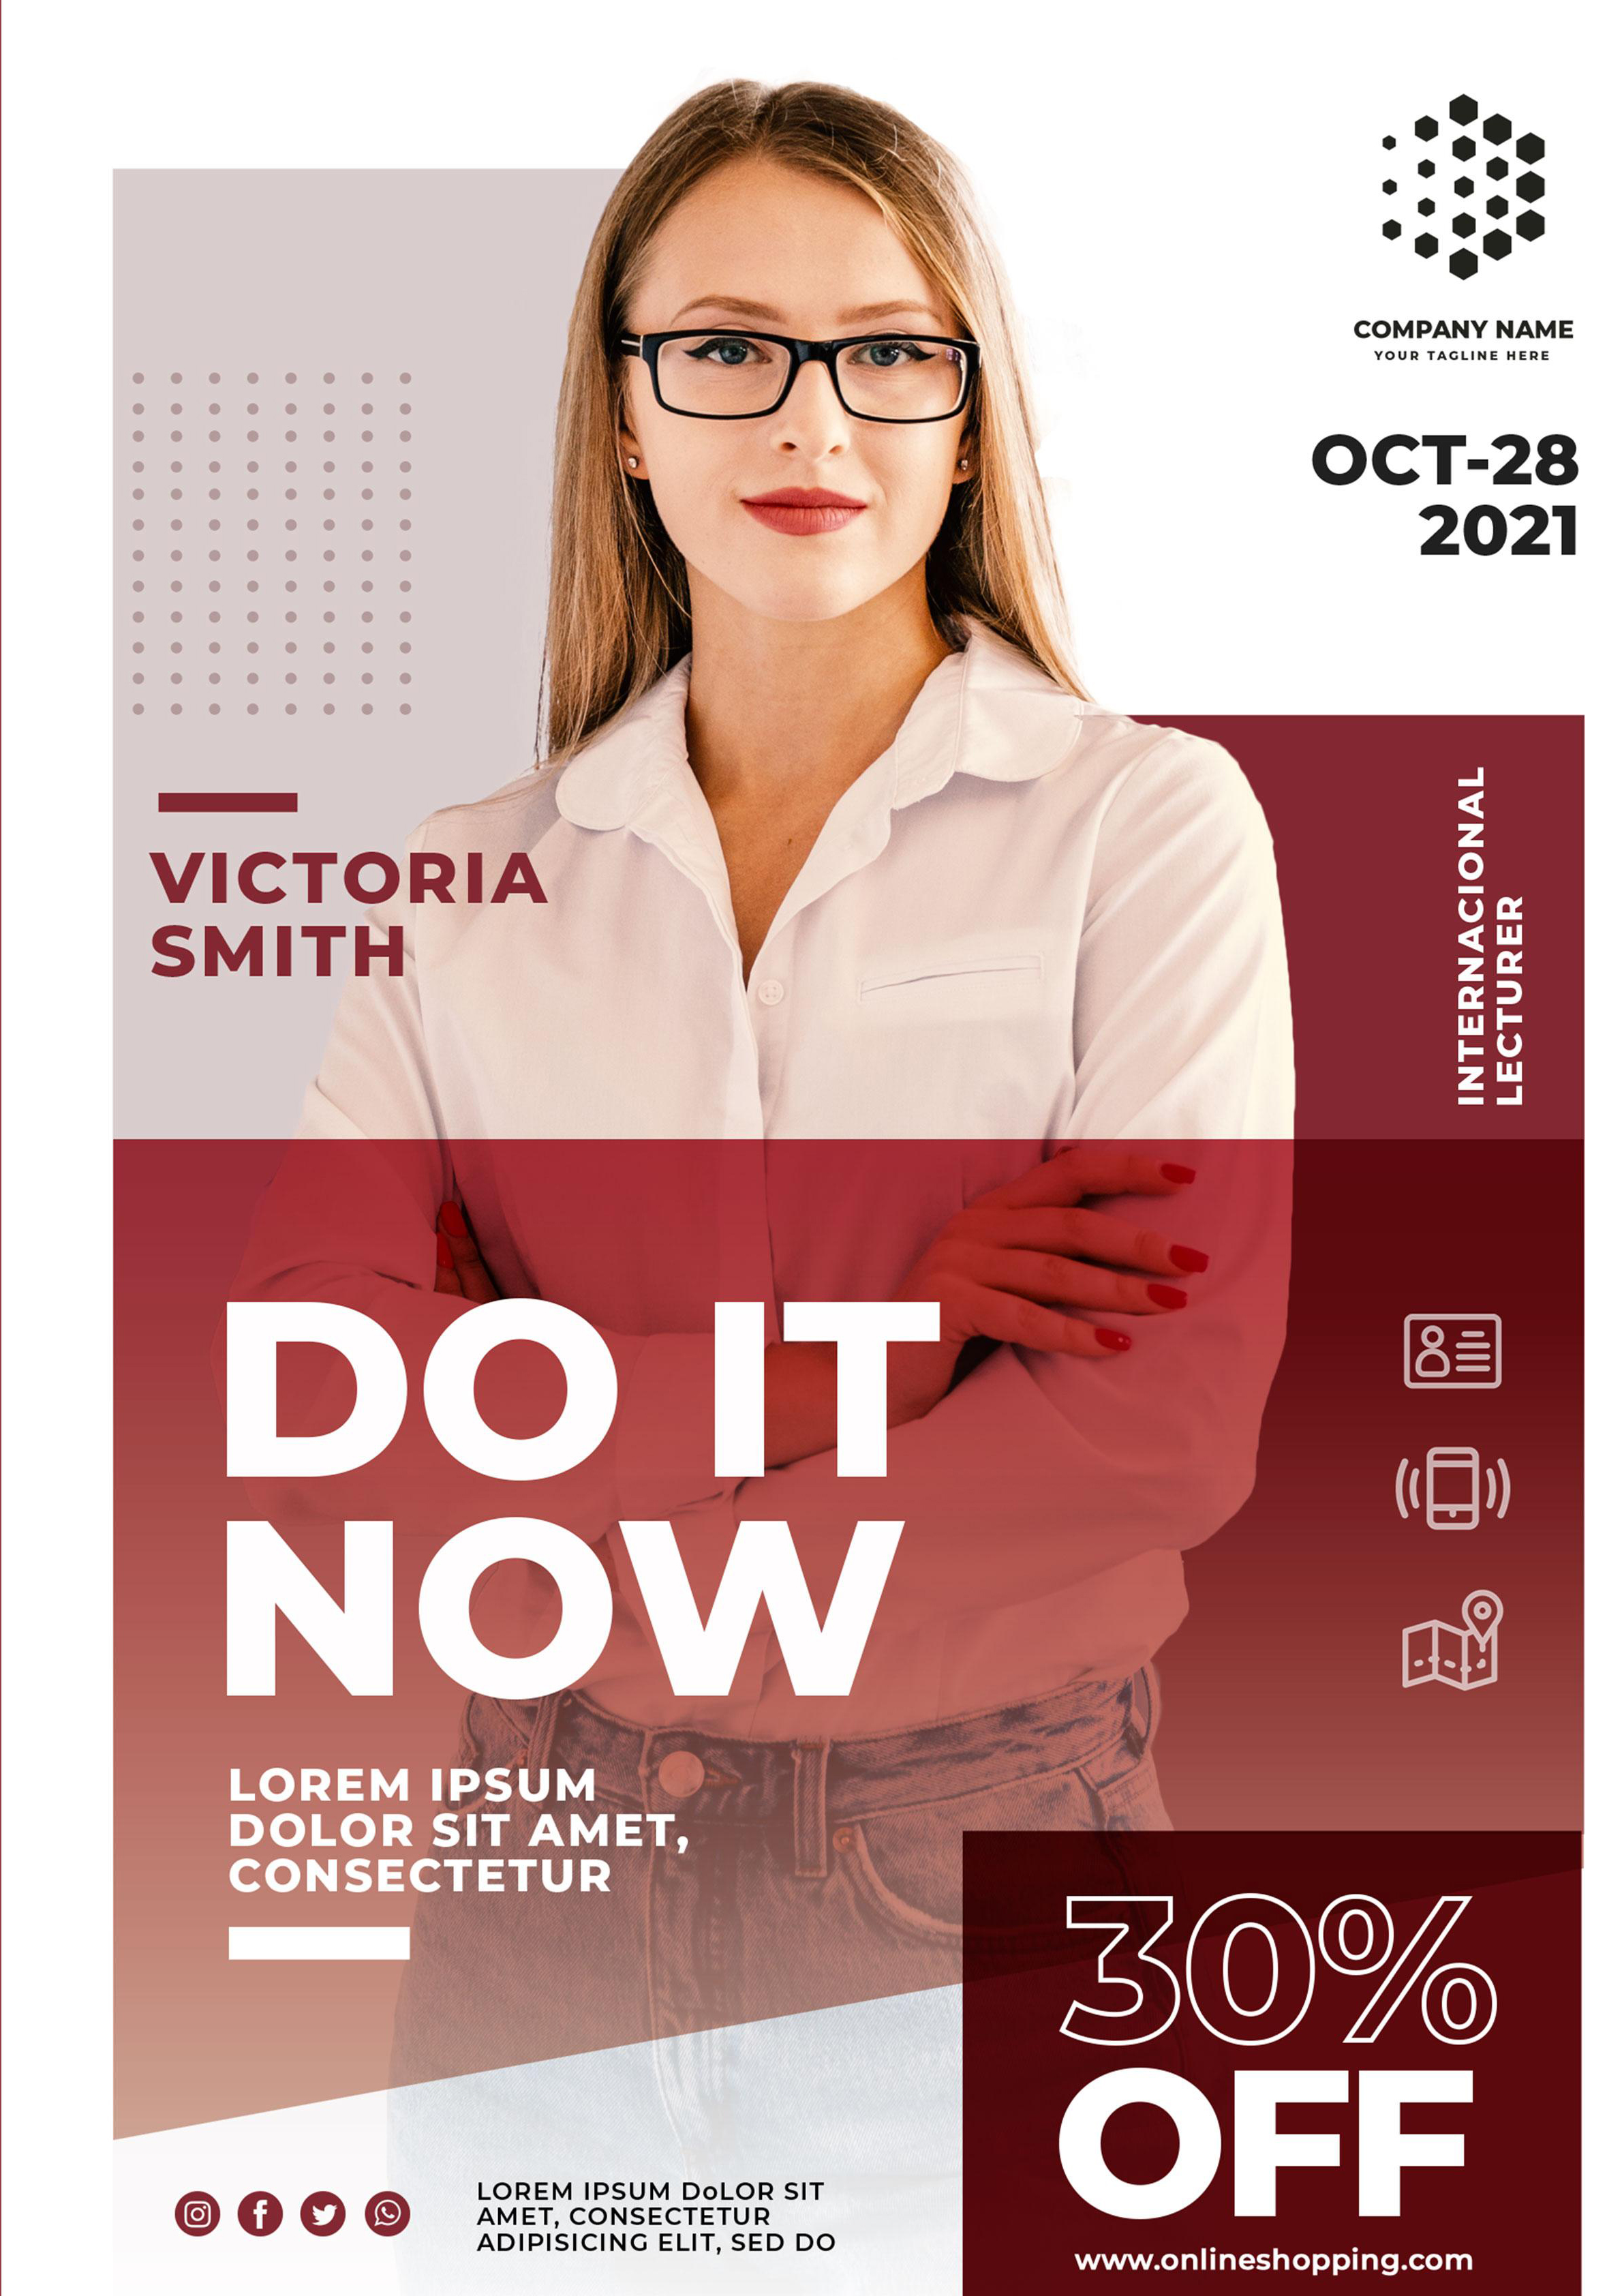 COMPANY NAME
YOUR TAGLINE HERE
OCT-28
2021
VICTORIA
SMITH
INTERNACIONAL
LECTURER
DO IT
NOW
LOREM IPSUM
DOLOR SIT AMET,
CONSECTETUR
30%
OFF
www.onlineshopping.com
LOREM IPSUM DoLOR SIT
AMET, CONSECTETUR
ADIPISICING ELIT, SED DO